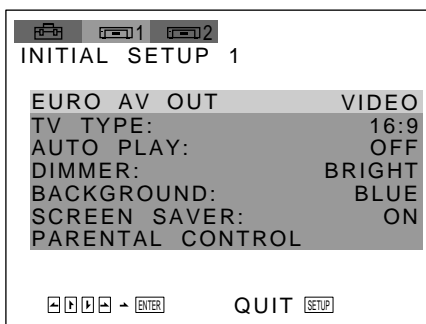 1 2
INITIAL SETUP 1
EURO AV OUT VIDEO
TV TYPE: 16:9
AUTO PLAY: OFF
DIMMER: BRIGHT
BACKGROUND: BLUE
SCREEN SAVER: ON
PARENTAL CONTROL
ENTER QUIT SETUP